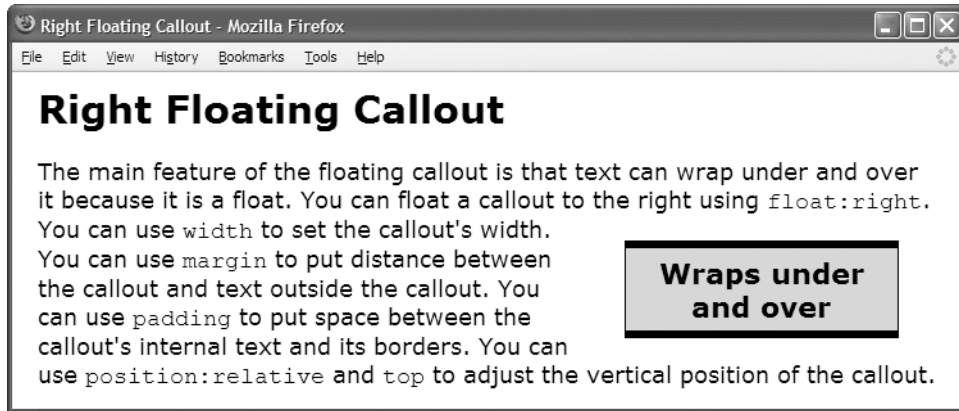 Right Floating Callout - Mozilla Firefox
File Edit View History Bookmarks Tools Help
Right Floating Callout
The main feature of the floating callout is that text can wrap under and over
it because it is a float. You can float a callout to the right using float:right.
You can use width to set the callout's width.
You can use margin to put distance between
the callout and text outside the callout. You
can use padding to put space between the
callout's internal text and its borders. You can
use position:relative and top to adjust the vertical position of the callout.
Wraps under
and over